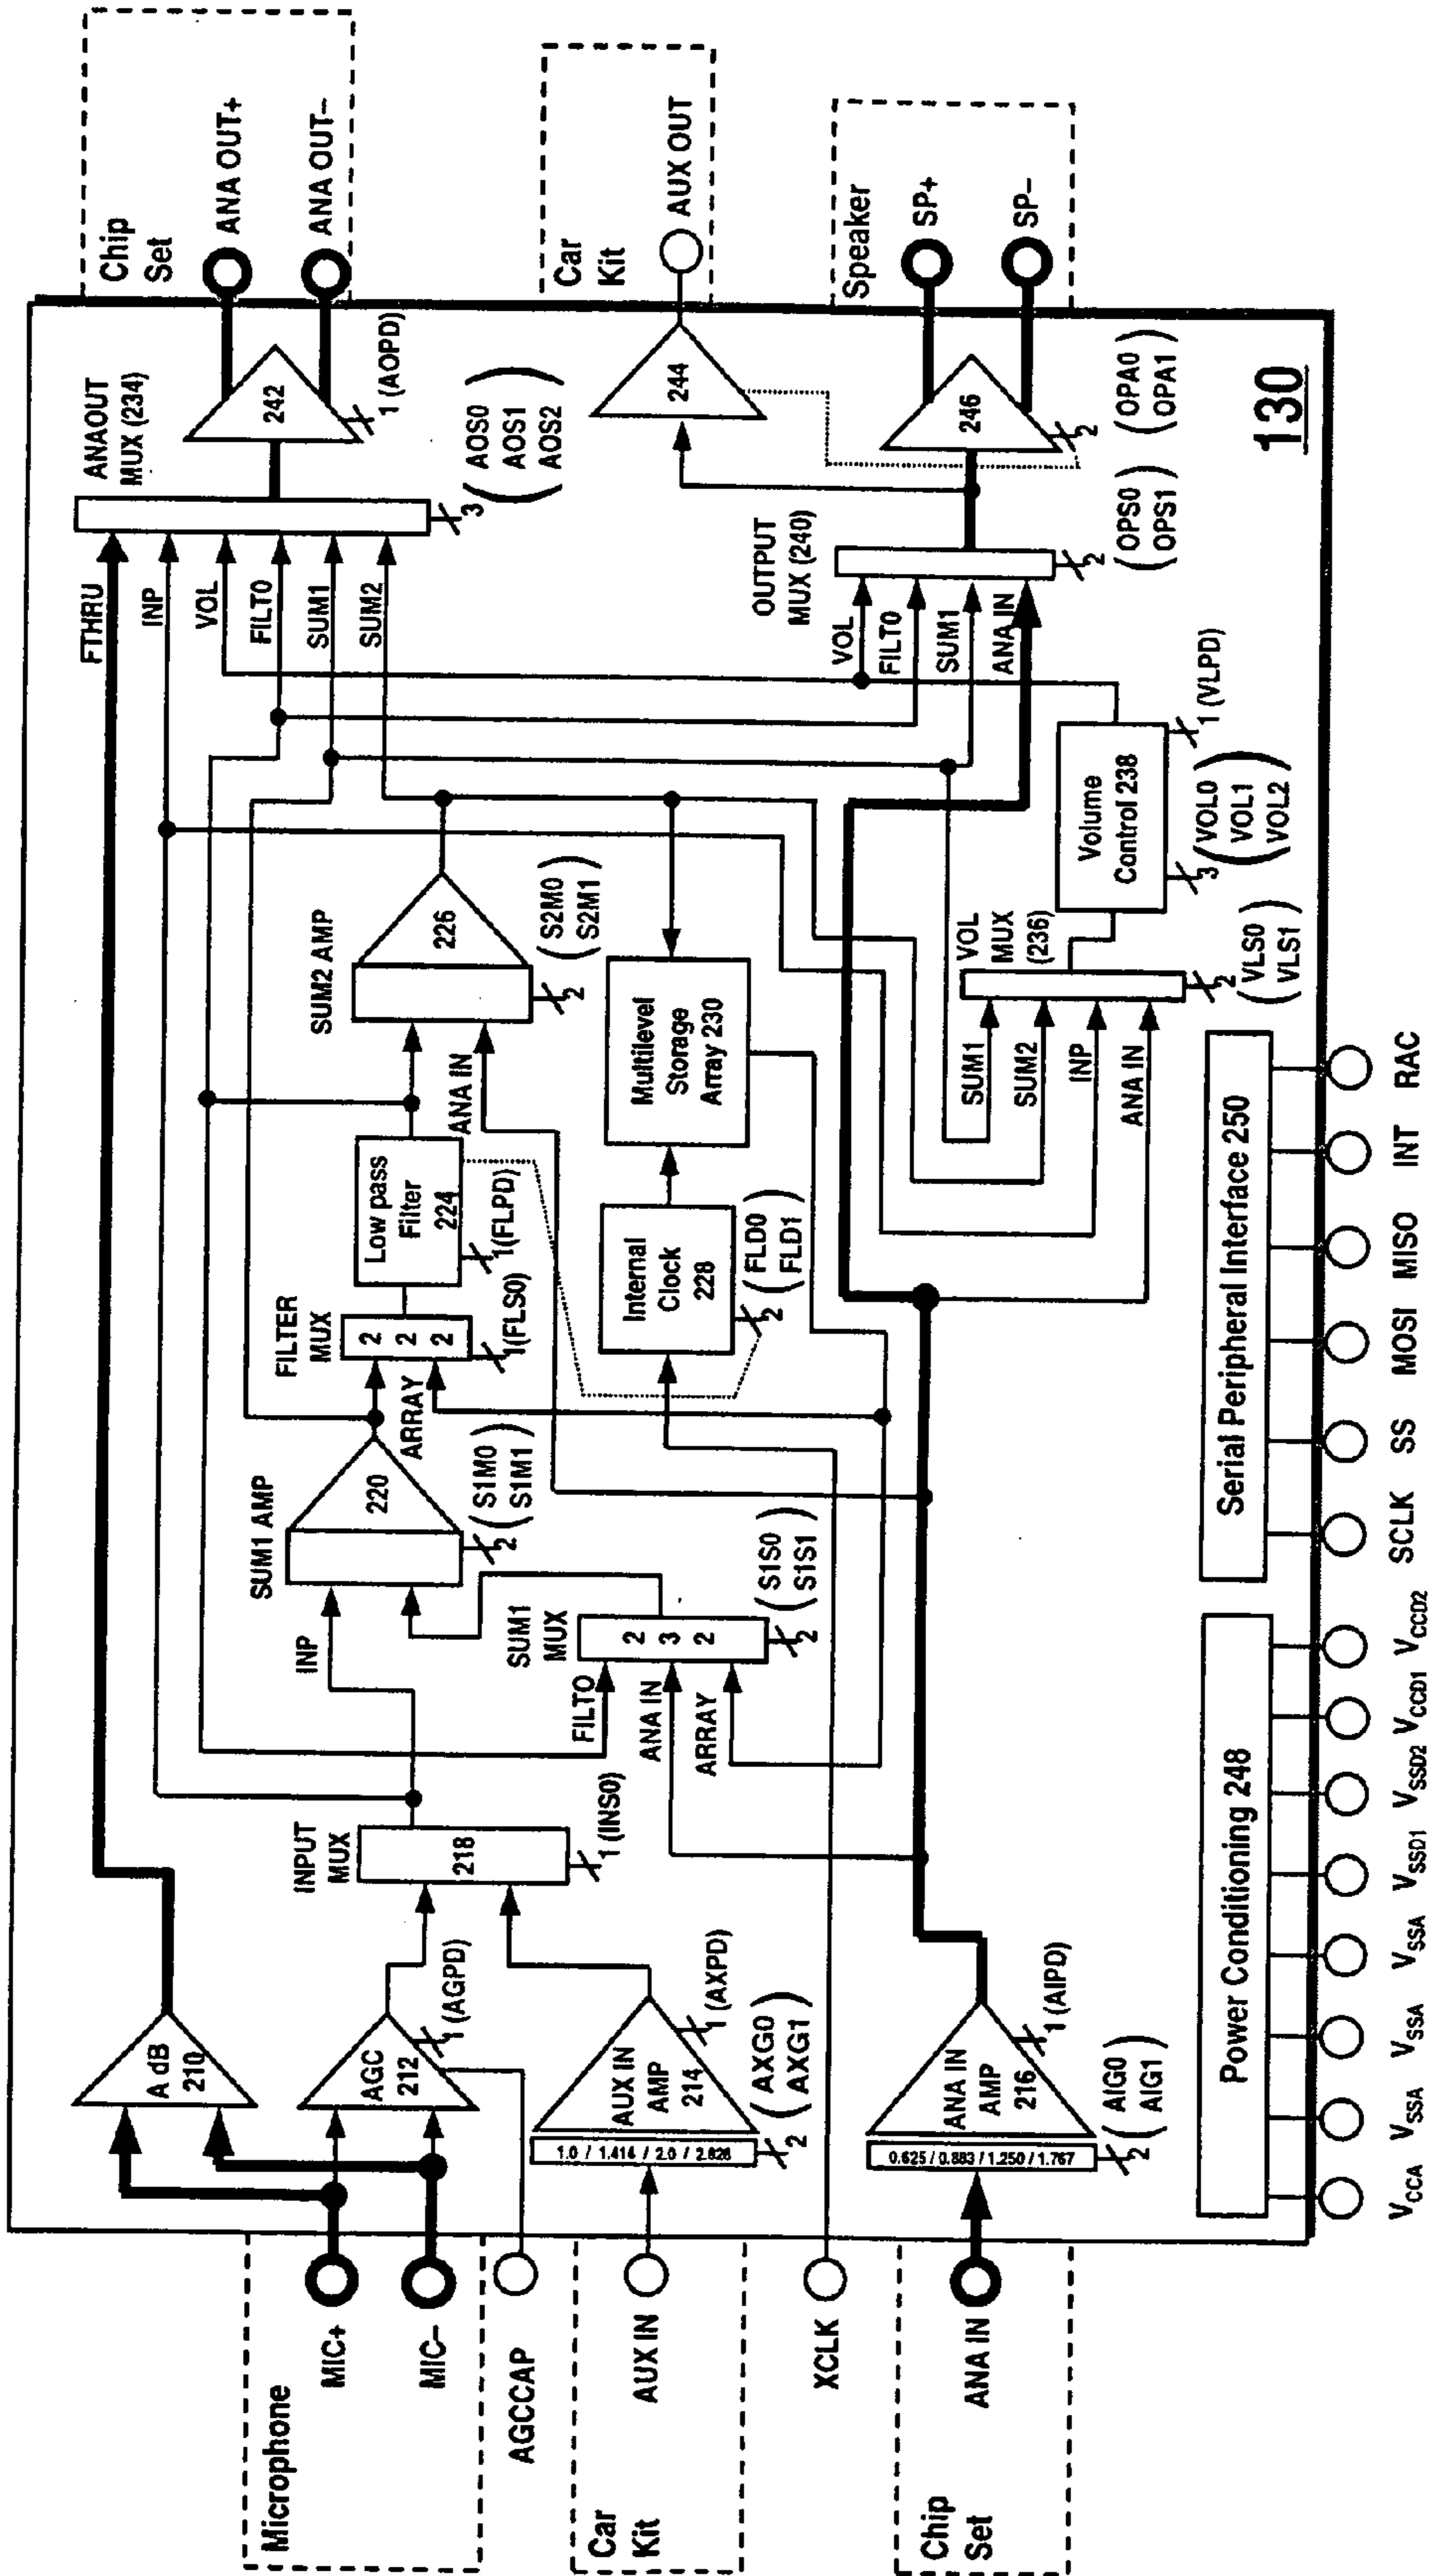 Chip
Set
ANA OUT+
ANA OUT–
Car
Kit
AUX OUT
Speaker
SP+
SP–
ANAOUT
MUX (234)
242
1 (AOPD)
3
AOS0
AOS1
AOS2
FTHRU
INP
VOL
FILT0
SUM1
SUM2
244
246
2
OPA0
OPA1
130
OUTPUT
MUX (240)
2
OPS0
OPS1
VOL
FILT0
SUM1
ANA IN
Volume
Control 238
1 (VLPD)
3
VOL0
VOL1
VOL2
VOL
MUX
(236)
2
VLS0
VLS1
SUM1
SUM2
INP
ANA IN
SUM2 AMP
226
2
S2M0
S2M1
ANA IN
Multilevel
Storage
Array 230
Low pass
Filter
224
1(FLPD)
Internal
Clock
228
2
FLD0
FLD1
FILTER
MUX
2
2
2
1(FLS0)
ARRAY
SUM1 AMP
220
2
S1M0
S1M1
INP
SUM1
MUX
2
3
2
2
S1S0
S1S1
FILTO
ANA IN
ARRAY
INPUT
MUX
218
1 (INS0)
A dB
210
AGC
212
1 (AGPD)
AUX IN
AMP
214
1 (AXPD)
1.0 / 1.414 / 2.0 / 2.828
2
AXG0
AXG1
ANA IN
AMP
216
1 (AIPD)
0.625 / 0.883 / 1.250 / 1.767
2
AIG0
AIG1
Microphone
MIC+
MIC–
AGCCAP
Car
Kit
AUX IN
XCLK
Chip
Set
ANA IN
Power Conditioning 248
Serial Peripheral Interface 250
VCCA
VSSA
VSSA
VSSA
VSSD1
VSSD2
VCCD1
VCCD2
SCLK
SS
MOSI
MISO
INT
RAC